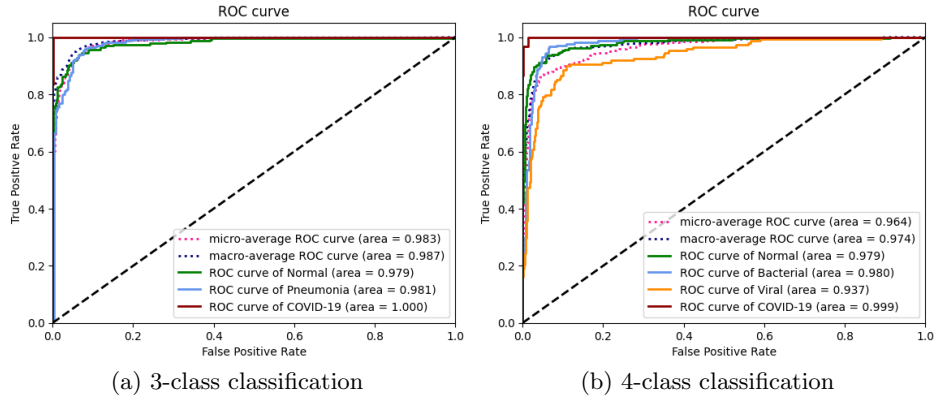 ROC curve
True Positive Rate
1.0
0.8
0.6
0.4
0.2
0.0
micro-average ROC curve (area = 0.983)
macro-average ROC curve (area = 0.987)
ROC curve of Normal (area = 0.979)
ROC curve of Pneumonia (area = 0.981)
ROC curve of COVID-19 (area = 1.000)
0.0 0.2 0.4 0.6 0.8 1.0
False Positive Rate
(a) 3-class classification
ROC curve
True Positive Rate
1.0
0.8
0.6
0.4
0.2
0.0
micro-average ROC curve (area = 0.964)
macro-average ROC curve (area = 0.974)
ROC curve of Normal (area = 0.979)
ROC curve of Bacterial (area = 0.980)
ROC curve of Viral (area = 0.937)
ROC curve of COVID-19 (area = 0.999)
0.0 0.2 0.4 0.6 0.8 1.0
False Positive Rate
(b) 4-class classification